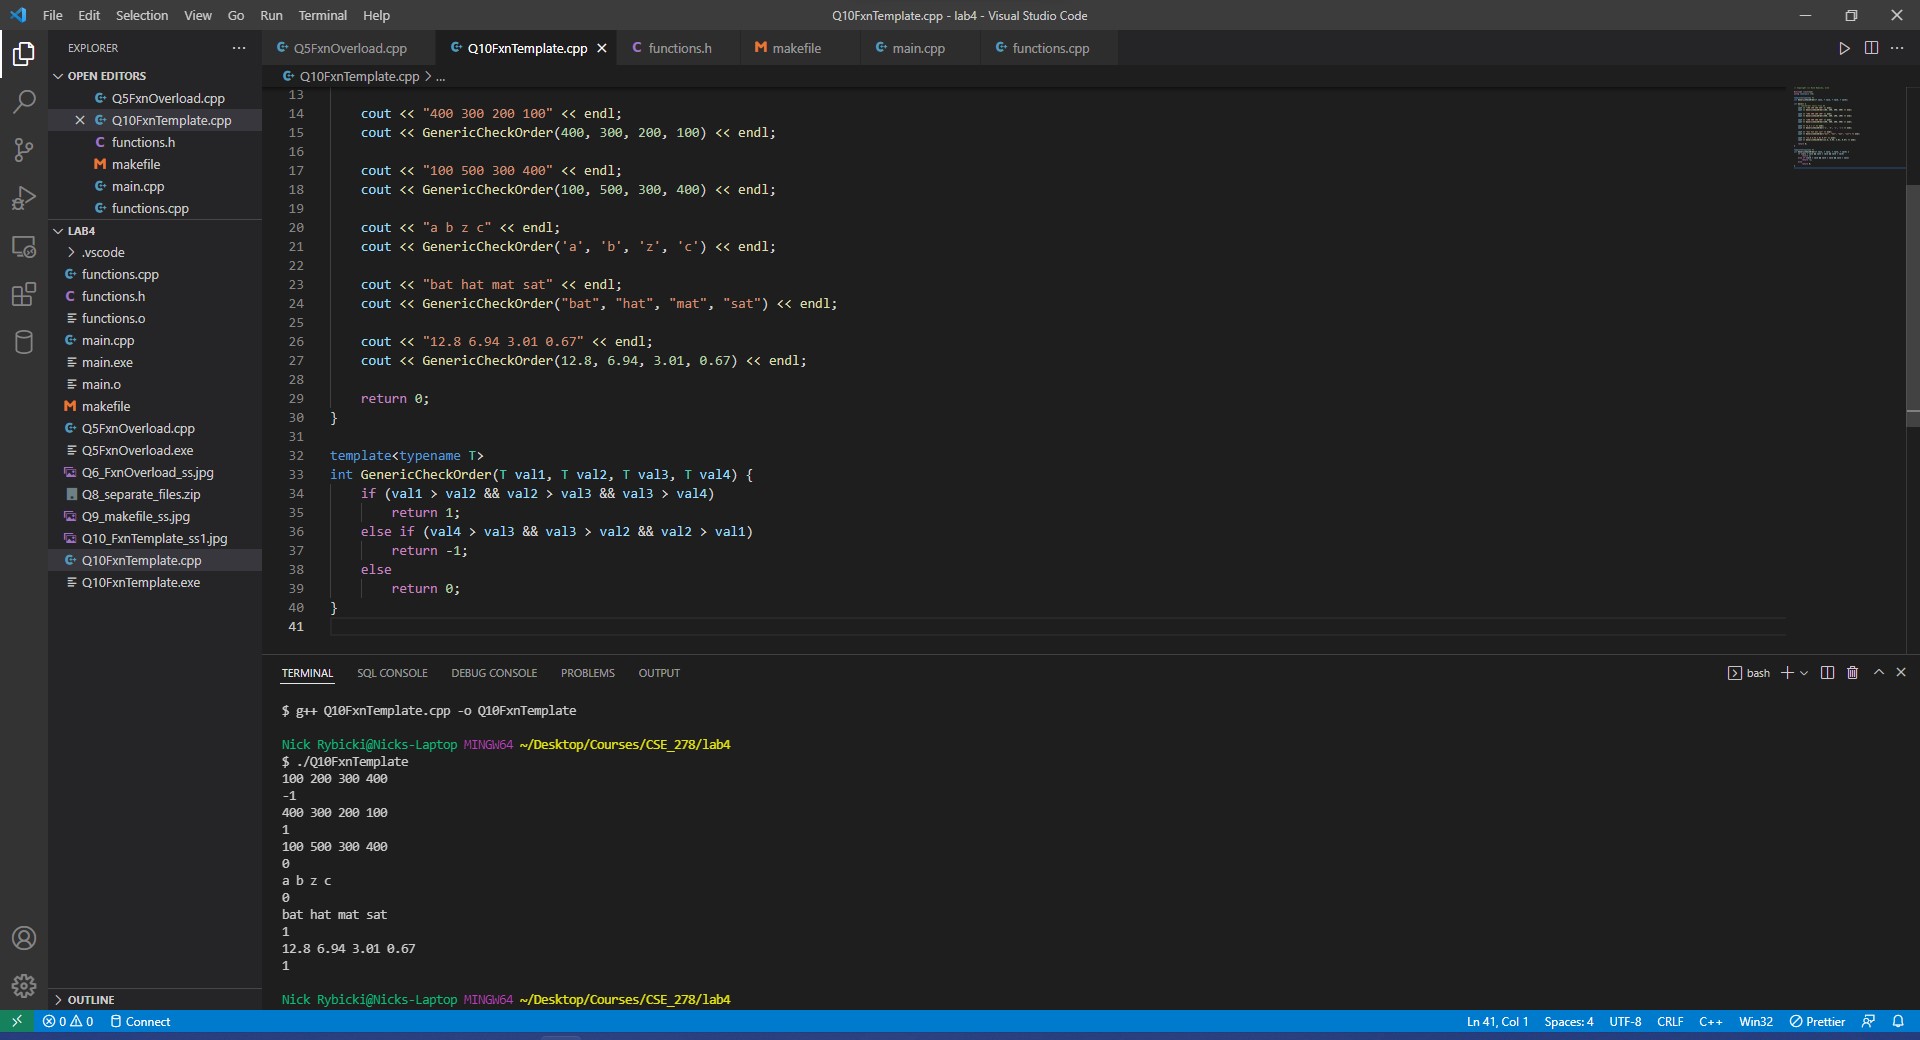 File Edit Selection View Go Run Terminal Help
Q10FxnTemplate.cpp - lab4 - Visual Studio Code
EXPLORER
OPEN EDITORS
Q5FxnOverload.cpp
Q10FxnTemplate.cpp
functions.h
makefile
main.cpp
functions.cpp
LAB4
.vscode
functions.cpp
functions.h
functions.o
main.cpp
main.exe
main.o
makefile
Q5FxnOverload.cpp
Q5FxnOverload.exe
Q6_FxnOverload_ss.jpg
Q8_separate_files.zip
Q9_makefile_ss.jpg
Q10_FxnTemplate_ss1.jpg
Q10FxnTemplate.cpp
Q10FxnTemplate.exe
OUTLINE
Q5FxnOverload.cpp Q10FxnTemplate.cpp functions.h makefile main.cpp functions.cpp
Q10FxnTemplate.cpp > ...
13
14 cout << "400 300 200 100" << endl;
15 cout << GenericCheckOrder(400, 300, 200, 100) << endl;
16
17 cout << "100 500 300 400" << endl;
18 cout << GenericCheckOrder(100, 500, 300, 400) << endl;
19
20 cout << "a b z c" << endl;
21 cout << GenericCheckOrder('a', 'b', 'z', 'c') << endl;
22
23 cout << "bat hat mat sat" << endl;
24 cout << GenericCheckOrder("bat", "hat", "mat", "sat") << endl;
25
26 cout << "12.8 6.94 3.01 0.67" << endl;
27 cout << GenericCheckOrder(12.8, 6.94, 3.01, 0.67) << endl;
28
29 return 0;
30 }
31
32 template<typename T>
33 int GenericCheckOrder(T val1, T val2, T val3, T val4) {
34 if (val1 > val2 && val2 > val3 && val3 > val4)
35 return 1;
36 else if (val4 > val3 && val3 > val2 && val2 > val1)
37 return -1;
38 else
39 return 0;
40 }
41
TERMINAL SQL CONSOLE DEBUG CONSOLE PROBLEMS OUTPUT
bash
$ g++ Q10FxnTemplate.cpp -o Q10FxnTemplate
Nick Rybicki@Nicks-Laptop MINGW64 ~/Desktop/Courses/CSE_278/lab4
$ ./Q10FxnTemplate
100 200 300 400
-1
400 300 200 100
1
100 500 300 400
0
a b z c
0
bat hat mat sat
1
12.8 6.94 3.01 0.67
1
Nick Rybicki@Nicks-Laptop MINGW64 ~/Desktop/Courses/CSE_278/lab4
0 0 Connect
Ln 41, Col 1 Spaces: 4 UTF-8 CRLF C++ Win32 Prettier